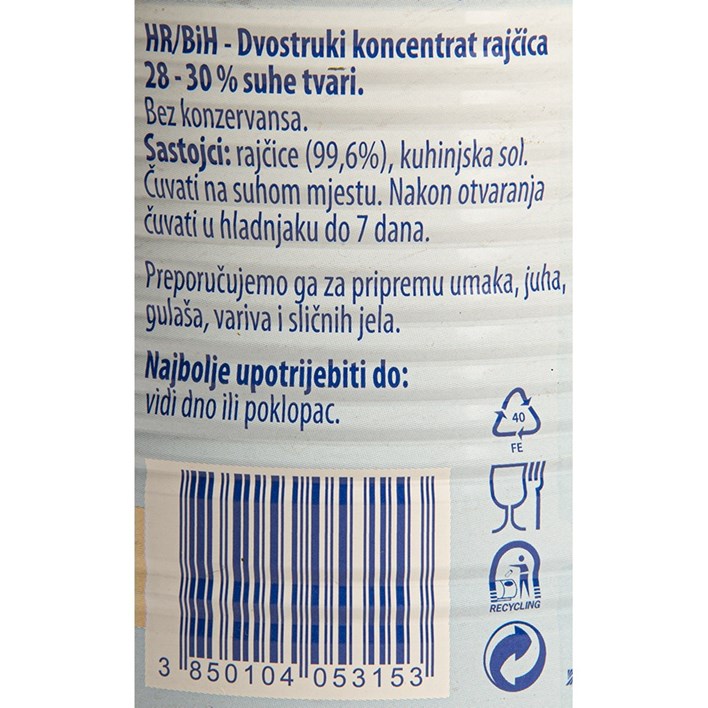 HR/BiH - Dvostruki koncentrat rajčica
28 - 30 % suhe tvari.
Bez konzervansa.
Sastojci: rajčice (99,6%), kuhinjska sol.
Čuvati na suhom mjestu. Nakon otvaranja
čuvati u hladnjaku do 7 dana.
Preporučujemo ga za pripremu umaka, juha,
gulaša, variva i sličnih jela.
Najbolje upotrijebiti do:
vidi dno ili poklopac.
40
FE
RECYCLING
3 850104 053153